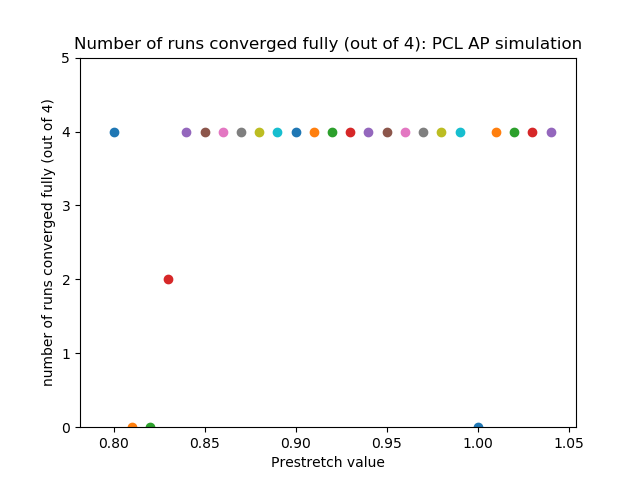 Number of runs converged fully (out of 4): PCL AP simulation
5
4
3
2
1
0
number of runs converged fully (out of 4)
0.80 0.85 0.90 0.95 1.00 1.05
Prestretch value